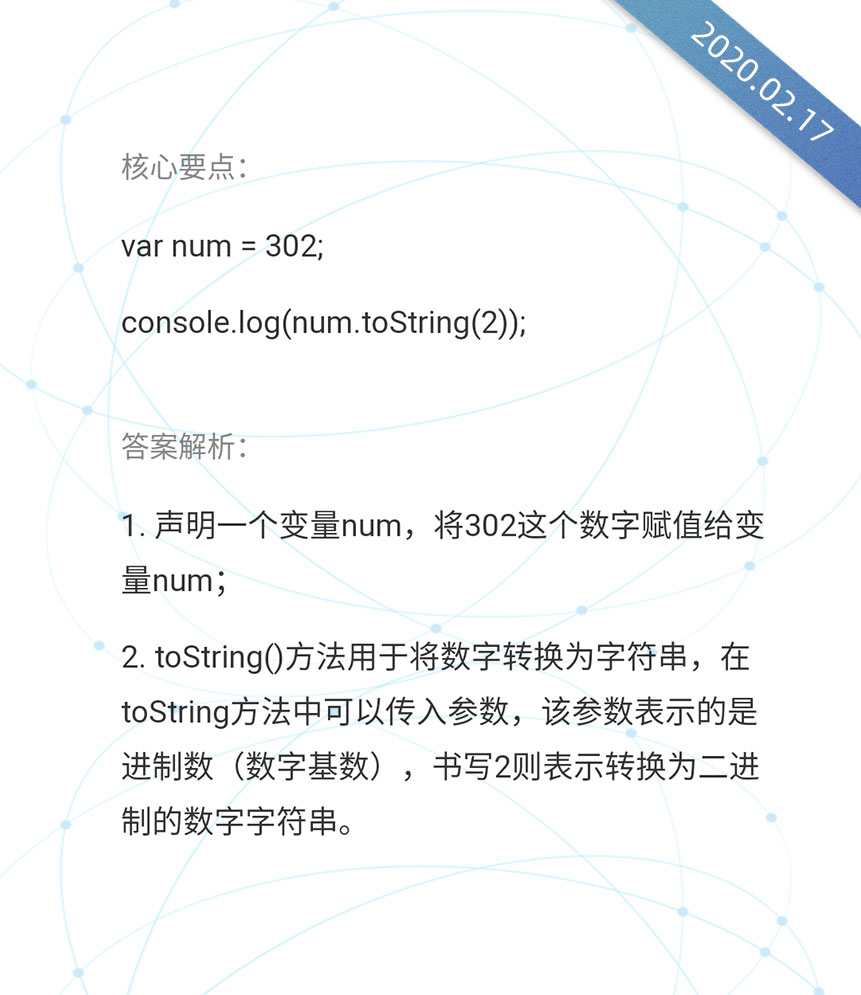 2020.02.17
核心要点：
var num = 302;
console.log(num.toString(2));
答案解析：
1. 声明一个变量num，将302这个数字赋值给变
量num；
2. toString()方法用于将数字转换为字符串，在
toString方法中可以传入参数，该参数表示的是
进制数（数字基数），书写2则表示转换为二进
制的数字字符串。